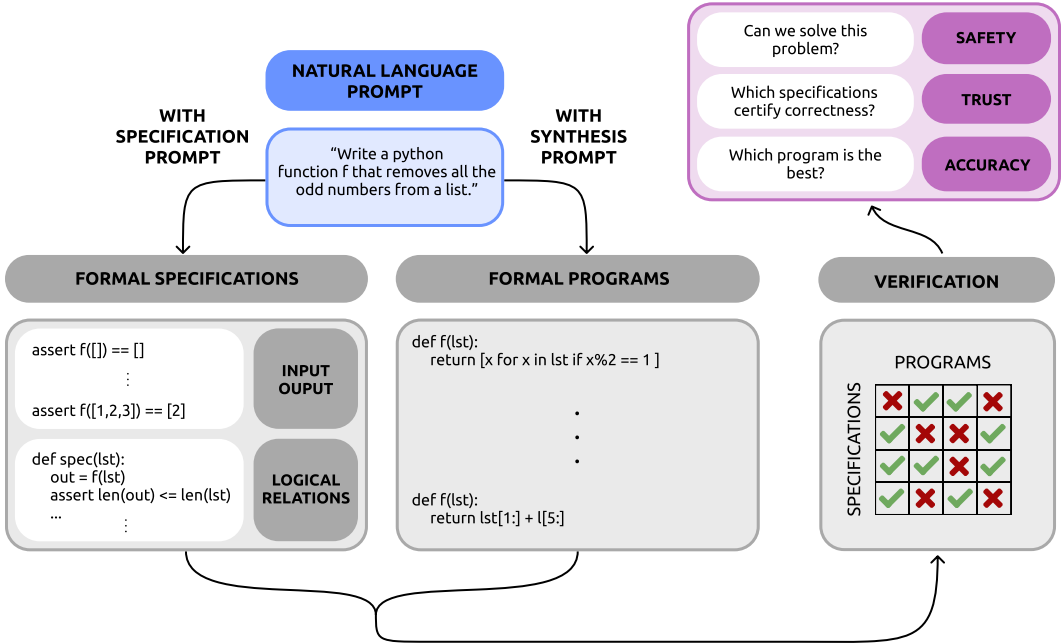 NATURAL LANGUAGE
PROMPT
WITH
SPECIFICATION
PROMPT
WITH
SYNTHESIS
PROMPT
“Write a python
function f that removes all the
odd numbers from a list.”
Can we solve this
problem?
SAFETY
Which specifications
certify correctness?
TRUST
Which program is the
best?
ACCURACY
FORMAL SPECIFICATIONS
assert f([]) == []
⋮
assert f([1,2,3]) == [2]
INPUT
OUPUT
def spec(lst):
out = f(lst)
assert len(out) <= len(lst)
...
⋮
LOGICAL
RELATIONS
FORMAL PROGRAMS
def f(lst):
return [x for x in lst if x%2 == 1 ]
.
.
.
def f(lst):
return lst[1:] + l[5:]
VERIFICATION
PROGRAMS
SPECIFICATIONS